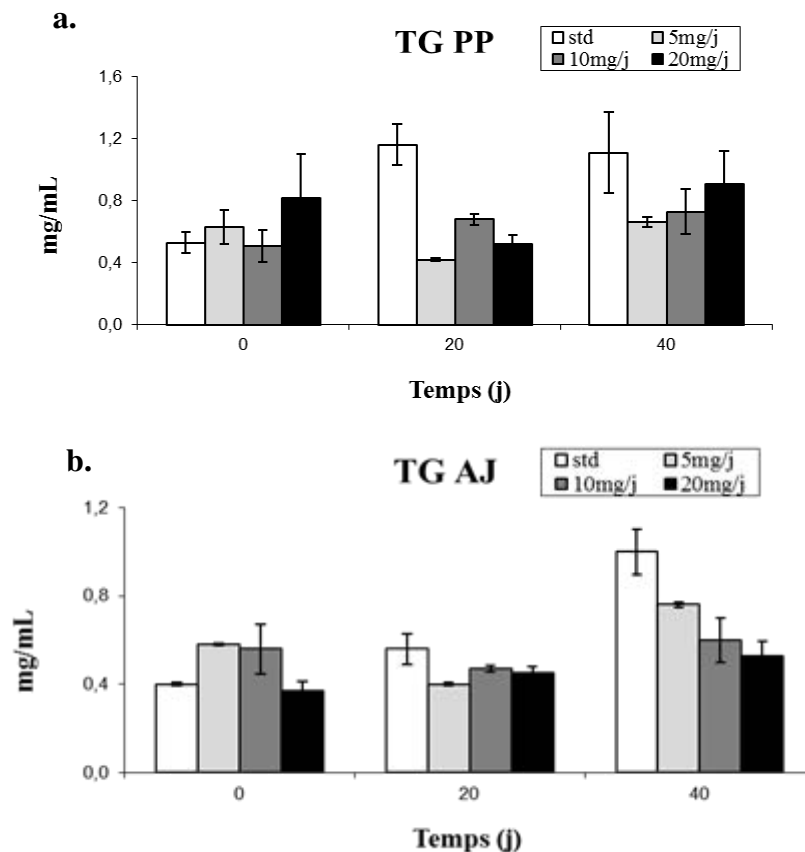 a.
TG PP
std 5mg/j
10mg/j 20mg/j
1,6
1,2
0,8
0,4
0,0
mg/mL
0 20 40
Temps (j)
b.
TG AJ
std 5mg/j
10mg/j 20mg/j
1,2
0,8
0,4
0,0
mg/mL
0 20 40
Temps (j)